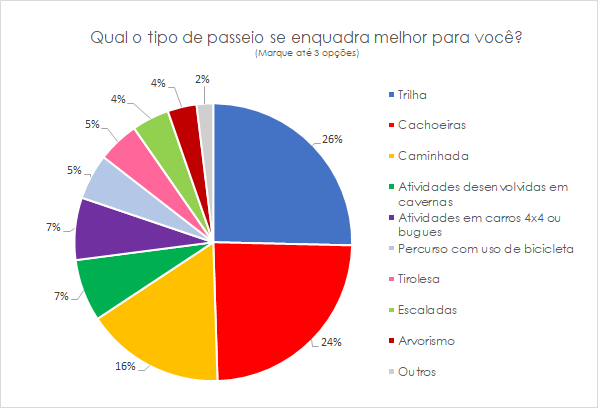 Qual o tipo de passeio se enquadra melhor para você?
(Marque até 3 opções)
2%
4%
4%
5%
5%
7%
7%
16%
24%
26%
Trilha
Cachoeiras
Caminhada
Atividades desenvolvidas em
cavernas
Atividades em carros 4x4 ou
bugues
Percurso com uso de bicicleta
Tirolesa
Escaladas
Arvorismo
Outros